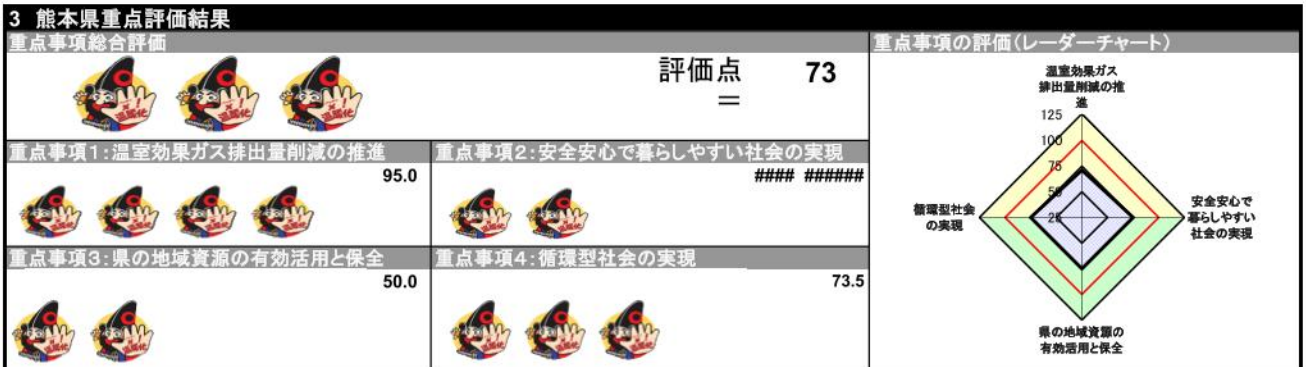 3 熊本県重点評価結果
重点事項総合評価
評価点
＝
73
重点事項1:温室効果ガス排出量削減の推進
95.0
重点事項2:安全安心で暮らしやすい社会の実現
#### ######
重点事項3:県の地域資源の有効活用と保全
50.0
重点事項4:循環型社会の実現
73.5
重点事項の評価(レーダーチャート)
温室効果ガス
排出量削減の推
進
125
100
75
50
25
循環型社会
の実現
安全安心で
暮らしやすい
社会の実現
県の地域資源の
有効活用と保全